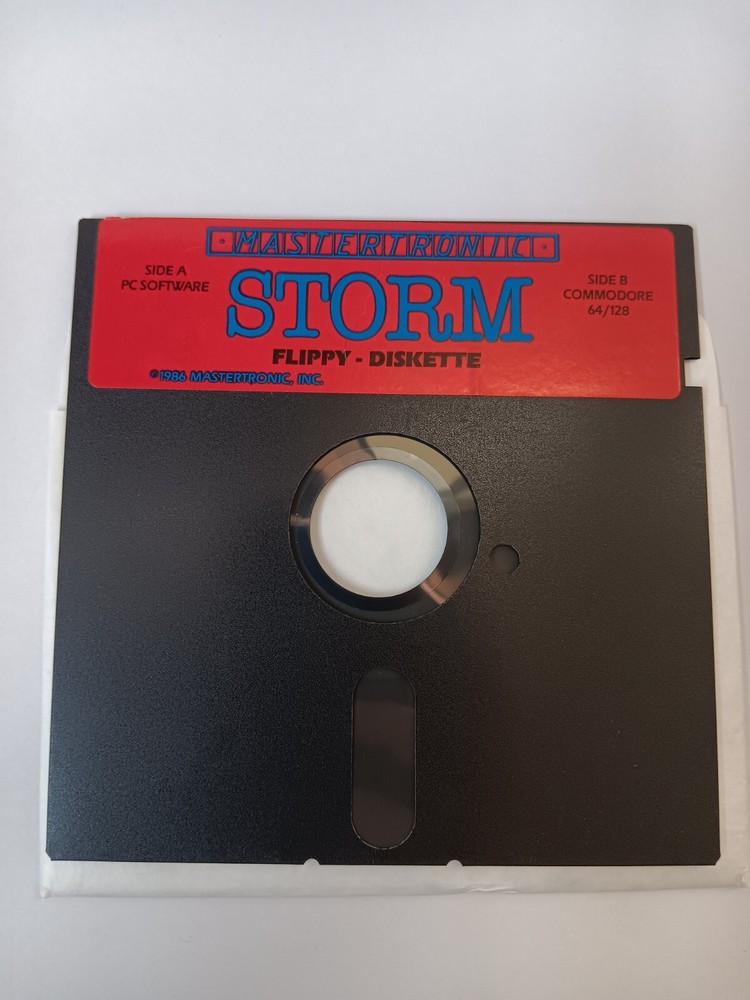 MASTERTRONIC
SIDE A
PC SOFTWARE
STORM
SIDE B
COMMODORE
64/128
FLIPPY - DISKETTE
©1986 MASTERTRONIC, INC.